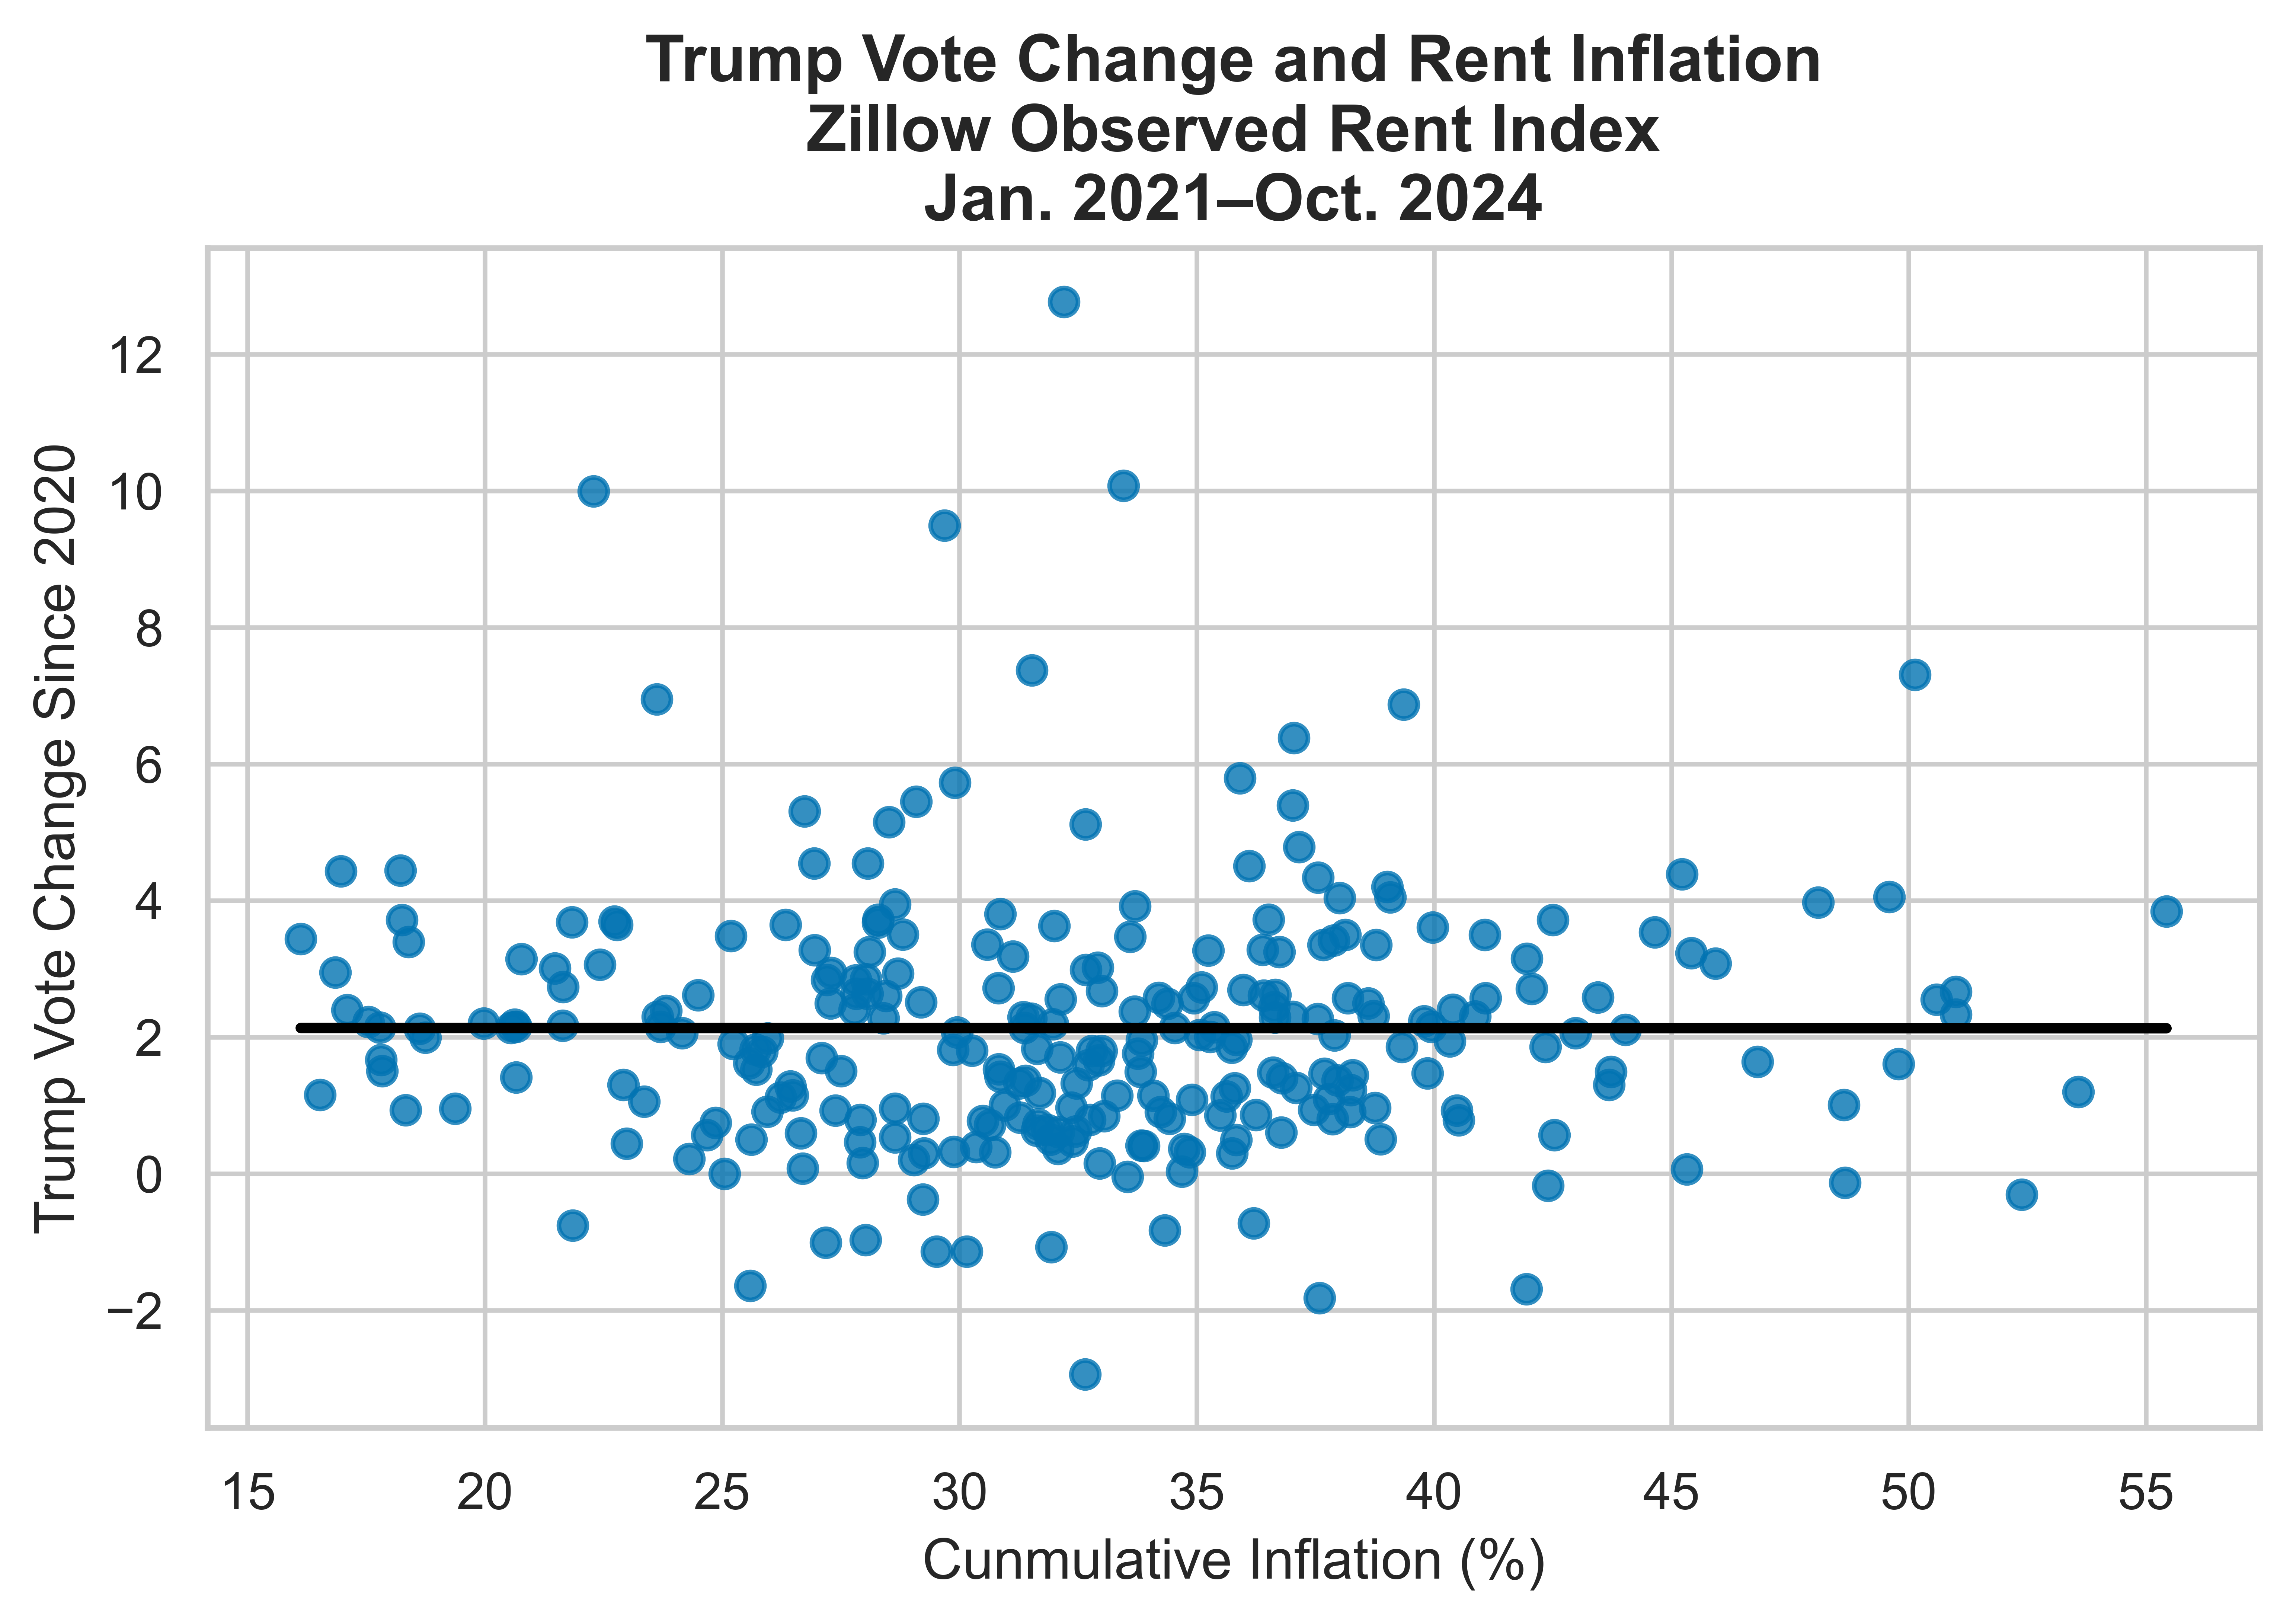 Trump Vote Change and Rent Inflation
Zillow Observed Rent Index
Jan. 2021–Oct. 2024
Trump Vote Change Since 2020
12
10
8
6
4
2
0
−2
15 20 25 30 35 40 45 50 55
Cunmulative Inflation (%)